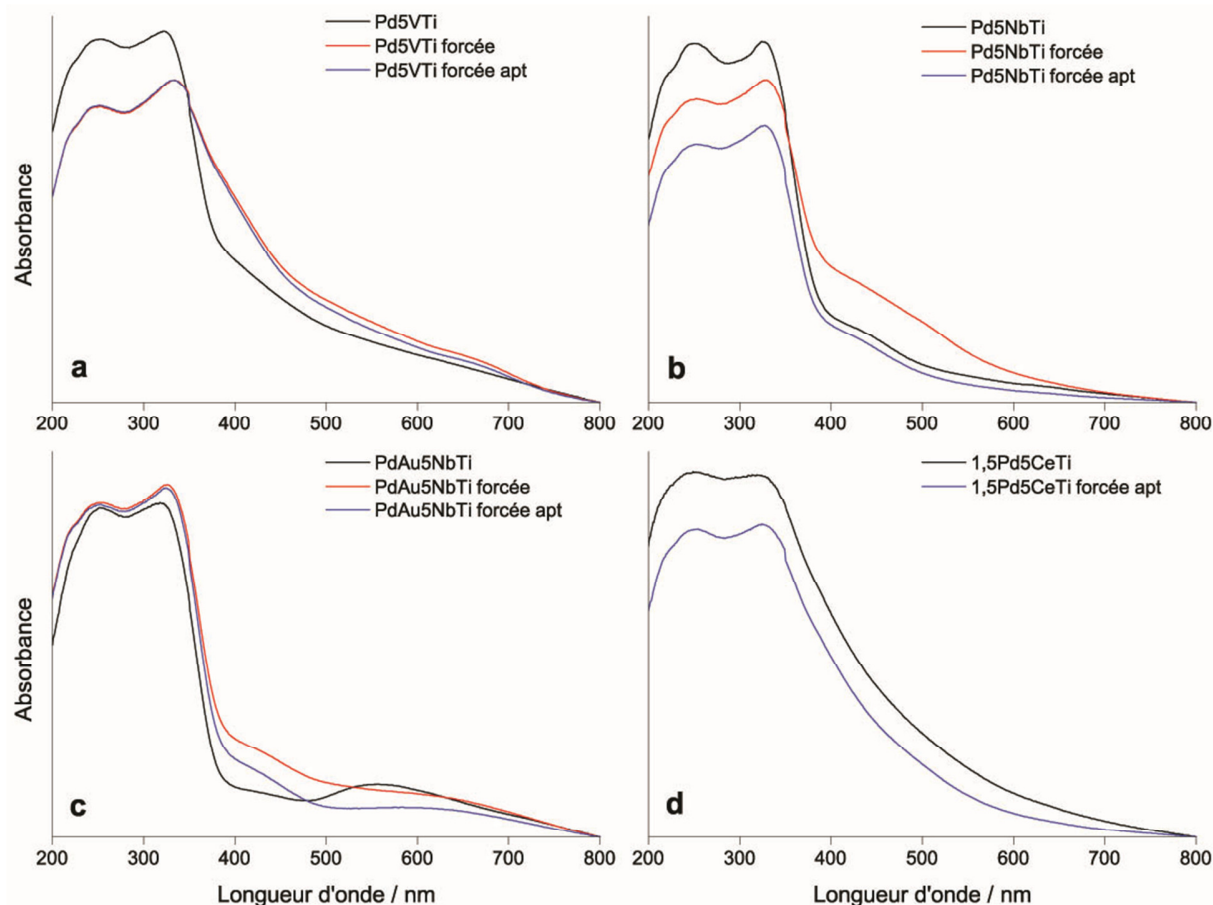 Pd5VTi
Pd5VTi forcée
Pd5VTi forcée apt
Absorbance
a
200 300 400 500 600 700 800
Pd5NbTi
Pd5NbTi forcée
Pd5NbTi forcée apt
b
200 300 400 500 600 700 800
PdAu5NbTi
PdAu5NbTi forcée
PdAu5NbTi forcée apt
Absorbance
c
200 300 400 500 600 700 800
Longueur d'onde / nm
1,5Pd5CeTi
1,5Pd5CeTi forcée apt
d
200 300 400 500 600 700 800
Longueur d'onde / nm